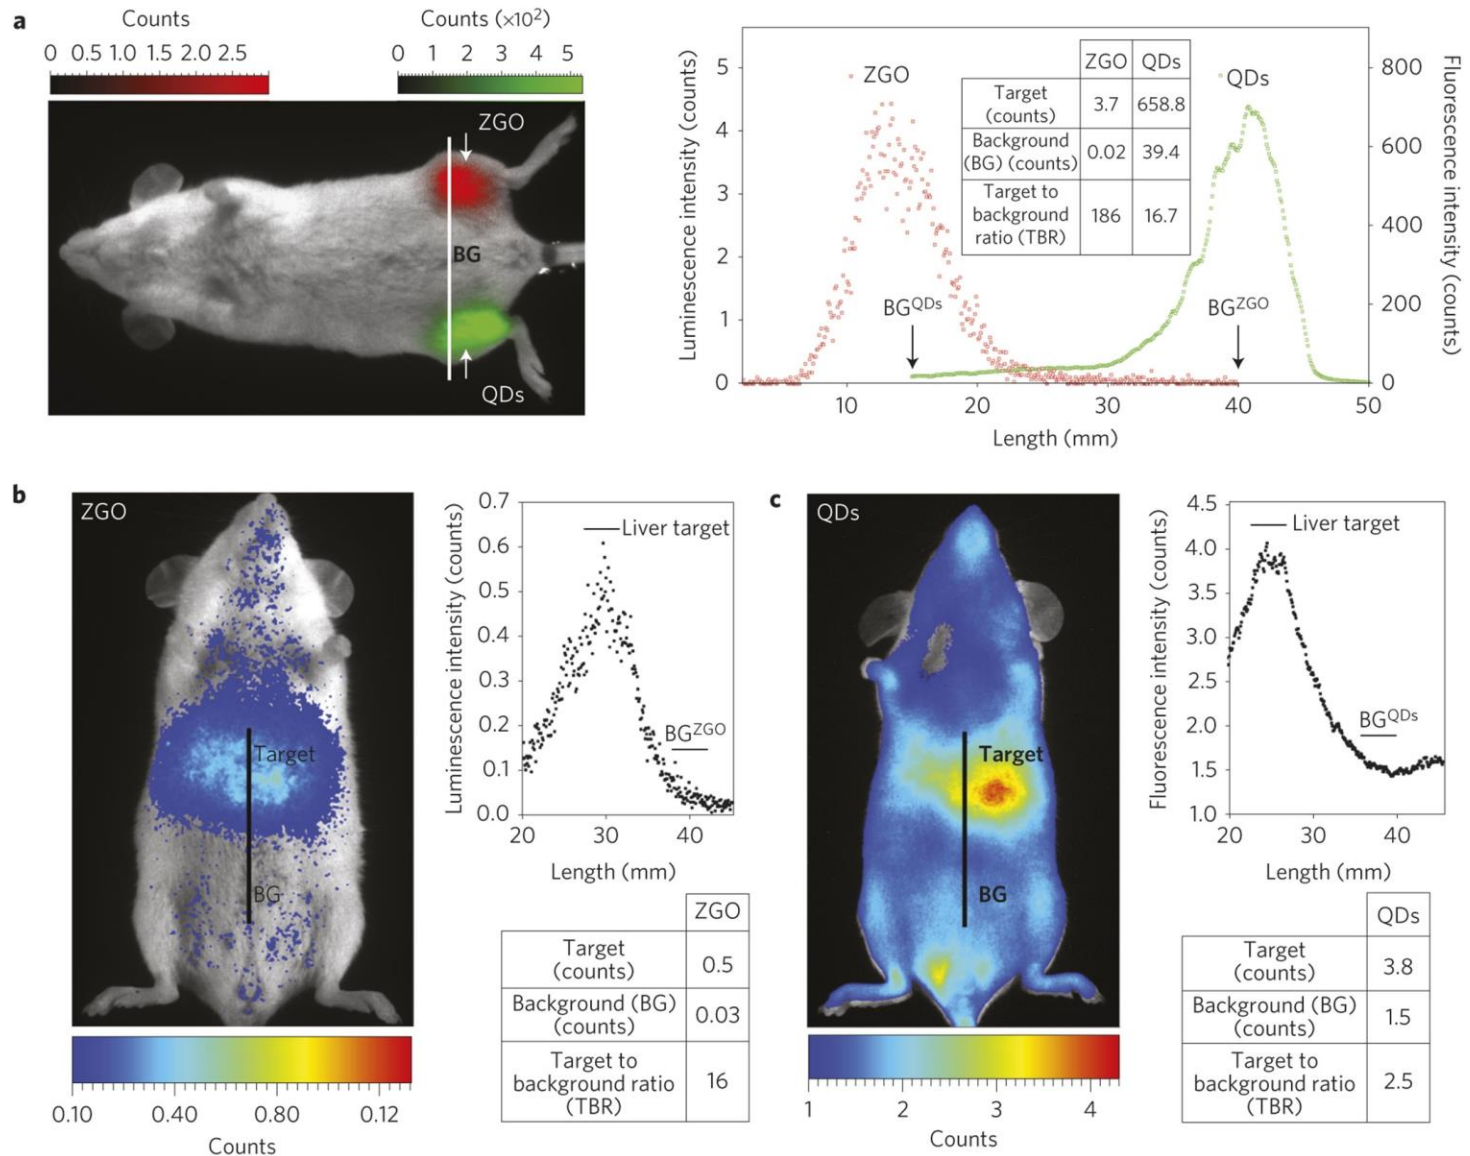 a
Counts
0 0.5 1.0 1.5 2.0 2.5
Counts (×10²)
0 1 2 3 4 5
ZGO
BG
QDs
Luminescence intensity (counts)
5
4
3
2
1
0
ZGO
QDs
ZGO QDs
Target (counts) 3.7 658.8
Background (BG) (counts) 0.02 39.4
Target to background ratio (TBR) 186 16.7
BG^QDs
BG^ZGO
800
600
400
200
0
Fluorescence intensity (counts)
10 20 30 40 50
Length (mm)
b
ZGO
Target
BG
0.10 0.40 0.80 0.12
Counts
Luminescence intensity (counts)
0.7
0.6
0.5
0.4
0.3
0.2
0.1
0.0
Liver target
BG^ZGO
20 30 40
Length (mm)
ZGO
Target (counts) 0.5
Background (BG) (counts) 0.03
Target to background ratio (TBR) 16
c
QDs
Target
BG
1 2 3 4
Counts
Fluorescence intensity (counts)
4.5
4.0
3.5
3.0
2.5
2.0
1.5
1.0
Liver target
BG^QDs
20 30 40
Length (mm)
QDs
Target (counts) 3.8
Background (BG) (counts) 1.5
Target to background ratio (TBR) 2.5